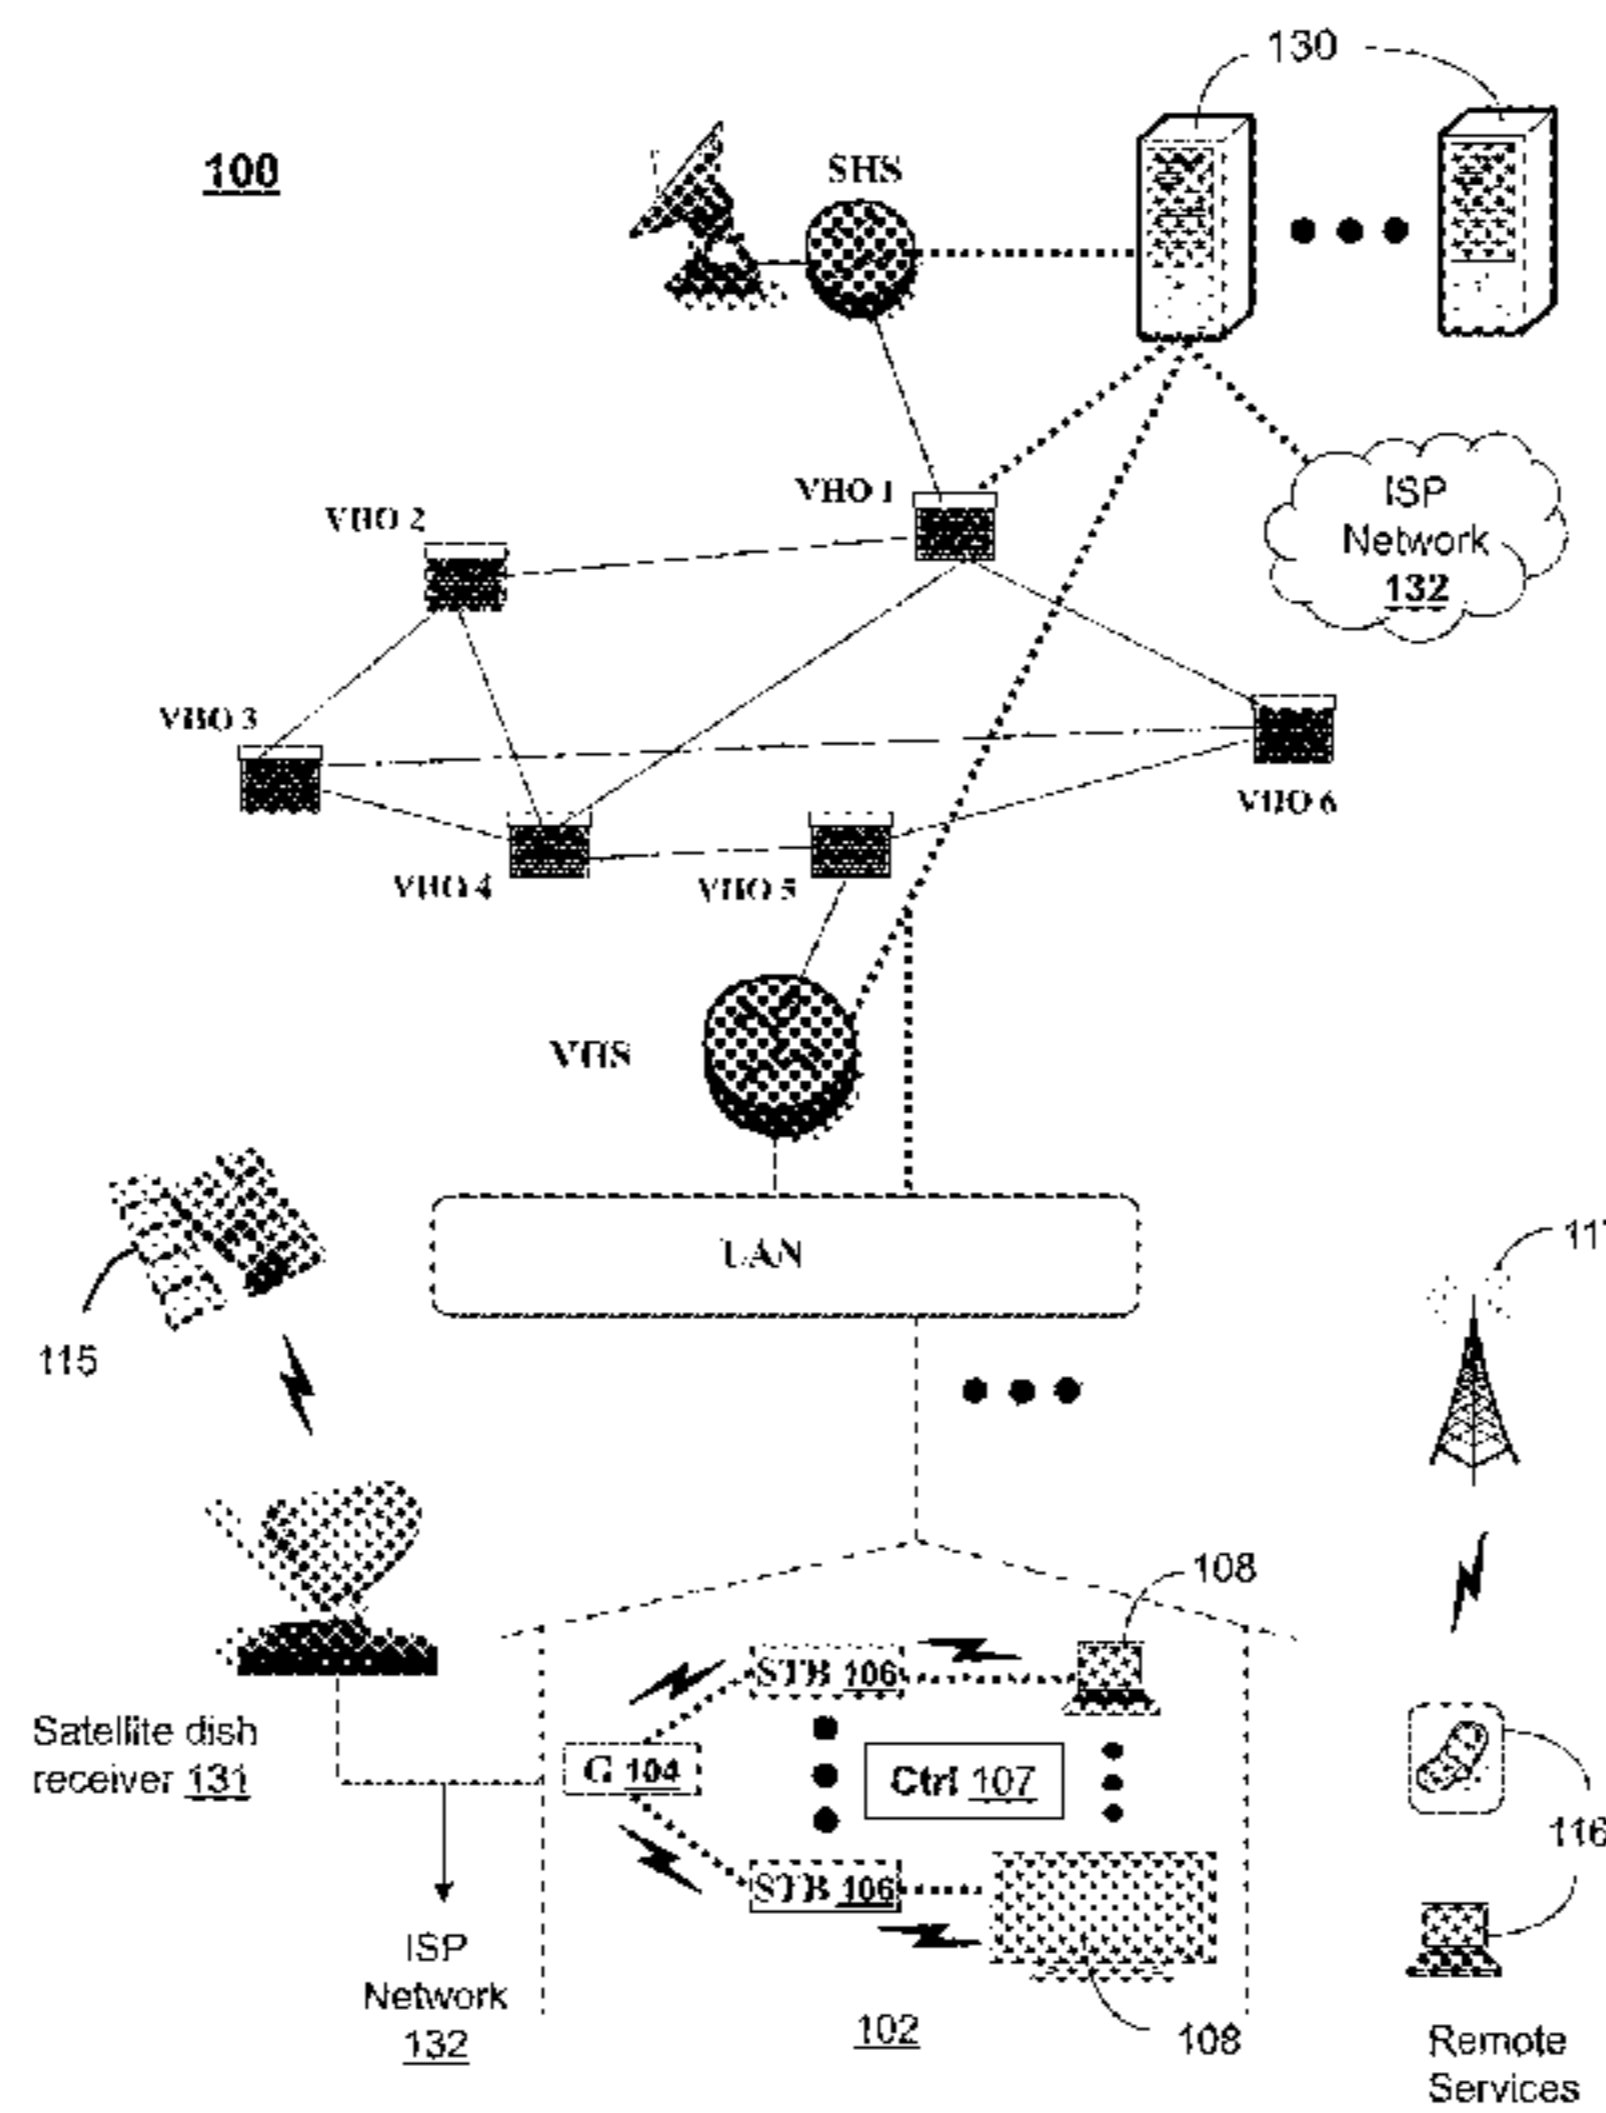 130
100
SHS
ISP
Network
132
VHO 1
VHO 2
VHO 3
VHO 6
VHO 4
VHO 5
VHS
LAN
115
108
STB 106
Satellite dish
receiver 131
G 104
Ctrl 107
116
STB 106
ISP
Network
132
102
108
Remote
Services